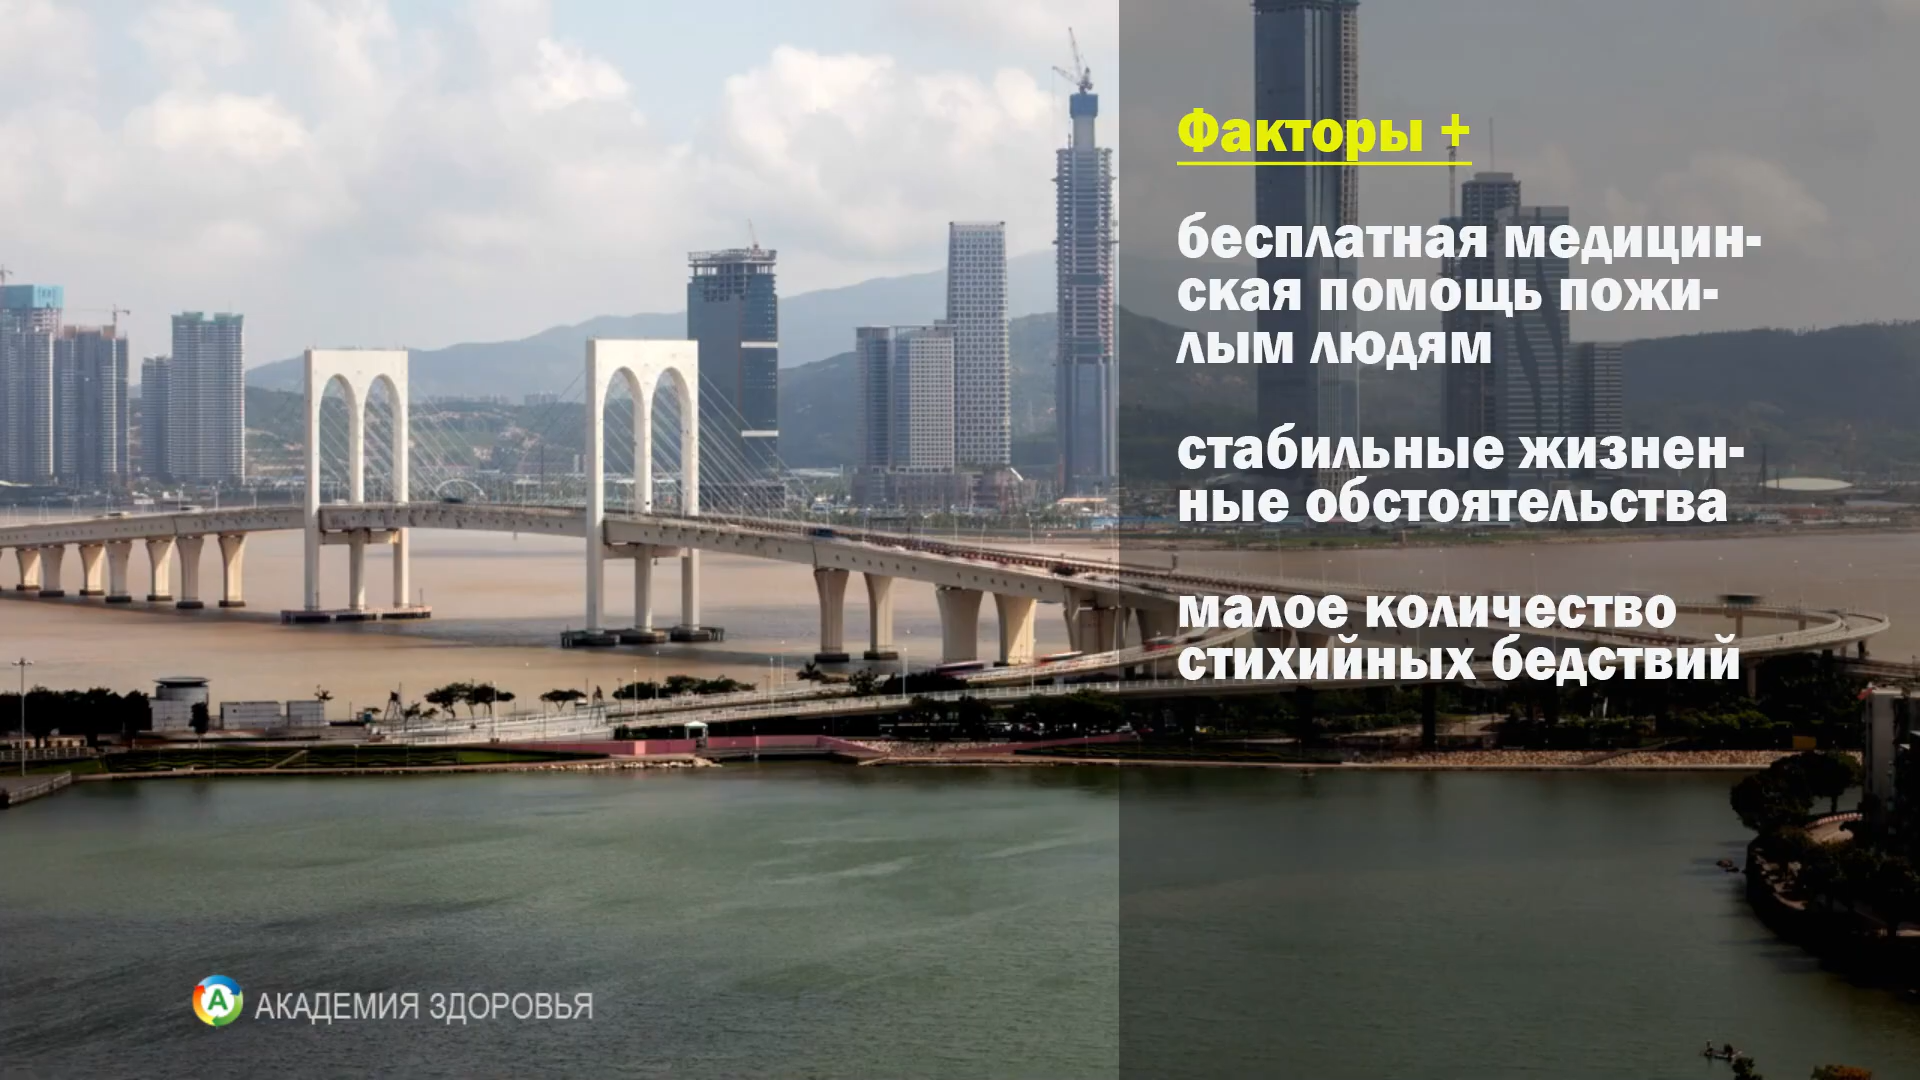 Факторы +
бесплатная медицин-
ская помощь пожи-
лым людям
стабильные жизнен-
ные обстоятельства
малое количество
стихийных бедствий
А АКАДЕМИЯ ЗДОРОВЬЯ